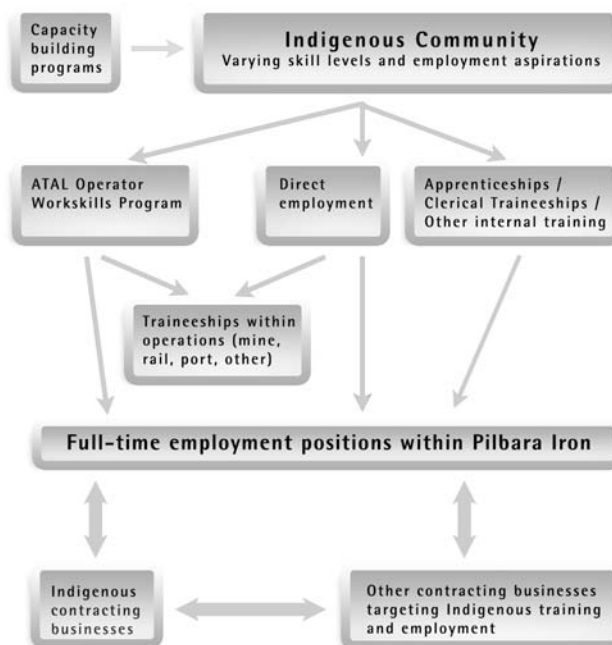 Capacity
building
programs
Indigenous Community
Varying skill levels and employment aspirations
ATAL Operator
Workskills Program
Direct
employment
Apprenticeships /
Clerical Traineeships /
Other internal training
Traineeships within
operations (mine,
rail, port, other)
Full-time employment positions within Pilbara Iron
Indigenous
contracting
businesses
Other contracting businesses
targeting Indigenous training
and employment